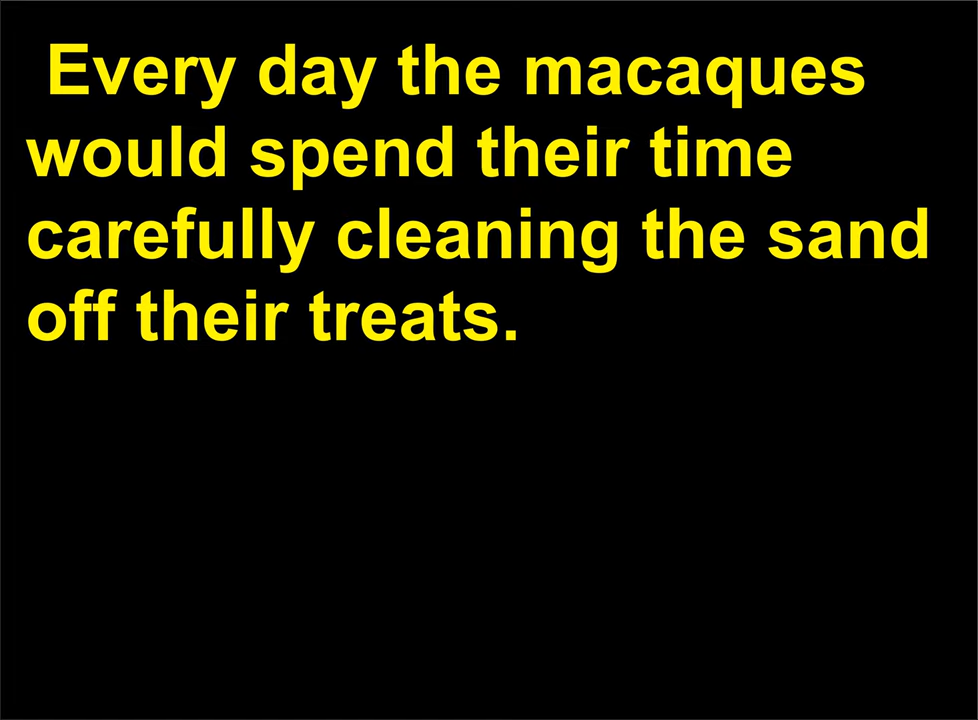 Every day the macaques
would spend their time
carefully cleaning the sand
off their treats.